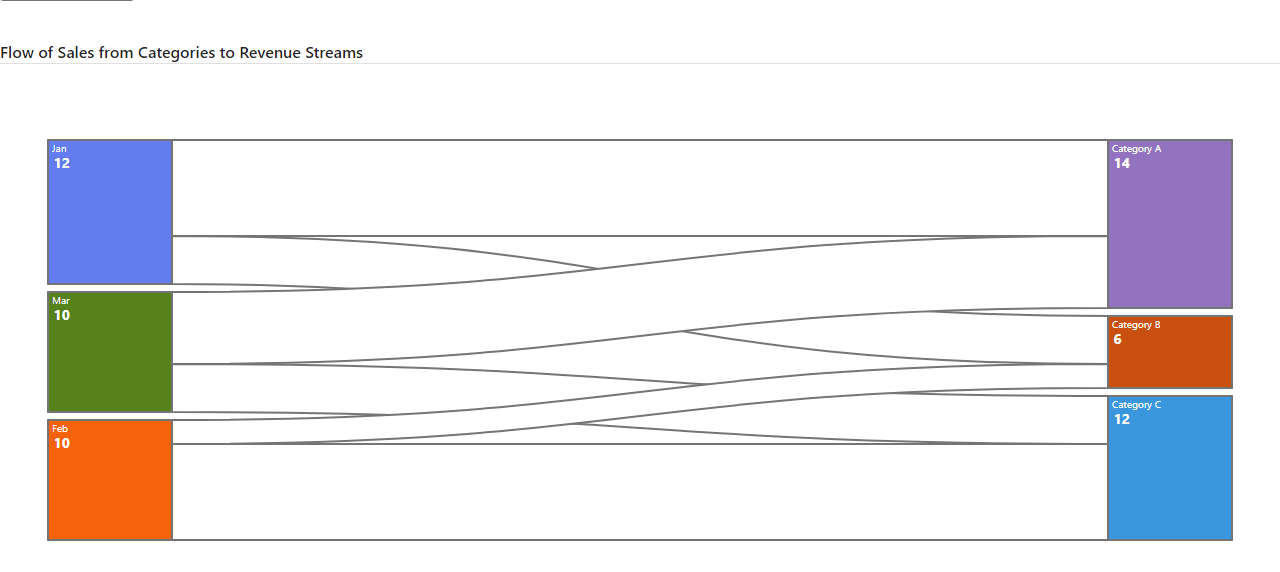 Flow of Sales from Categories to Revenue Streams
Jan
12
Mar
10
Feb
10
Category A
14
Category B
6
Category C
12